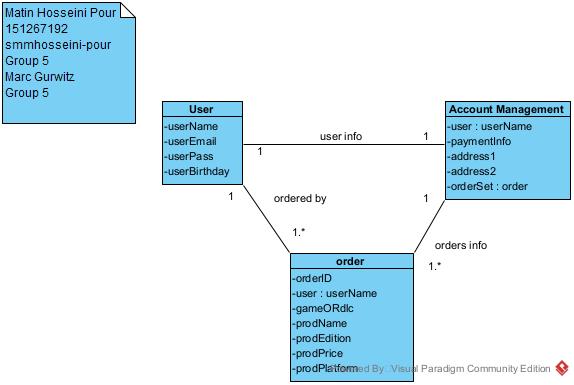 Matin Hosseini Pour
151267192
smmhosseini-pour
Group 5
Marc Gurwitz
Group 5
User
-userName
-userEmail
-userPass
-userBirthday
Account Management
-user : userName
-paymentInfo
-address1
-address2
-orderSet : order
user info
1
1
1
ordered by
1.*
1
orders info
1.*
order
-orderID
-user : userName
-gameORdlc
-prodName
-prodEdition
-prodPrice
-prodPlatform
Powered By Visual Paradigm Community Edition